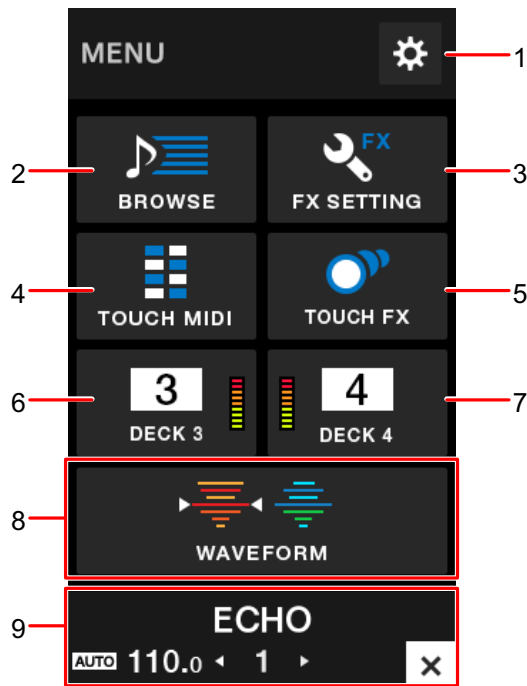 MENU
1
2
FX
3
BROWSE
FX SETTING
4
5
TOUCH MIDI
TOUCH FX
6
3
4
7
DECK 3
DECK 4
8
WAVEFORM
9
ECHO
AUTO 110.0 ◂ 1 ▸ ×